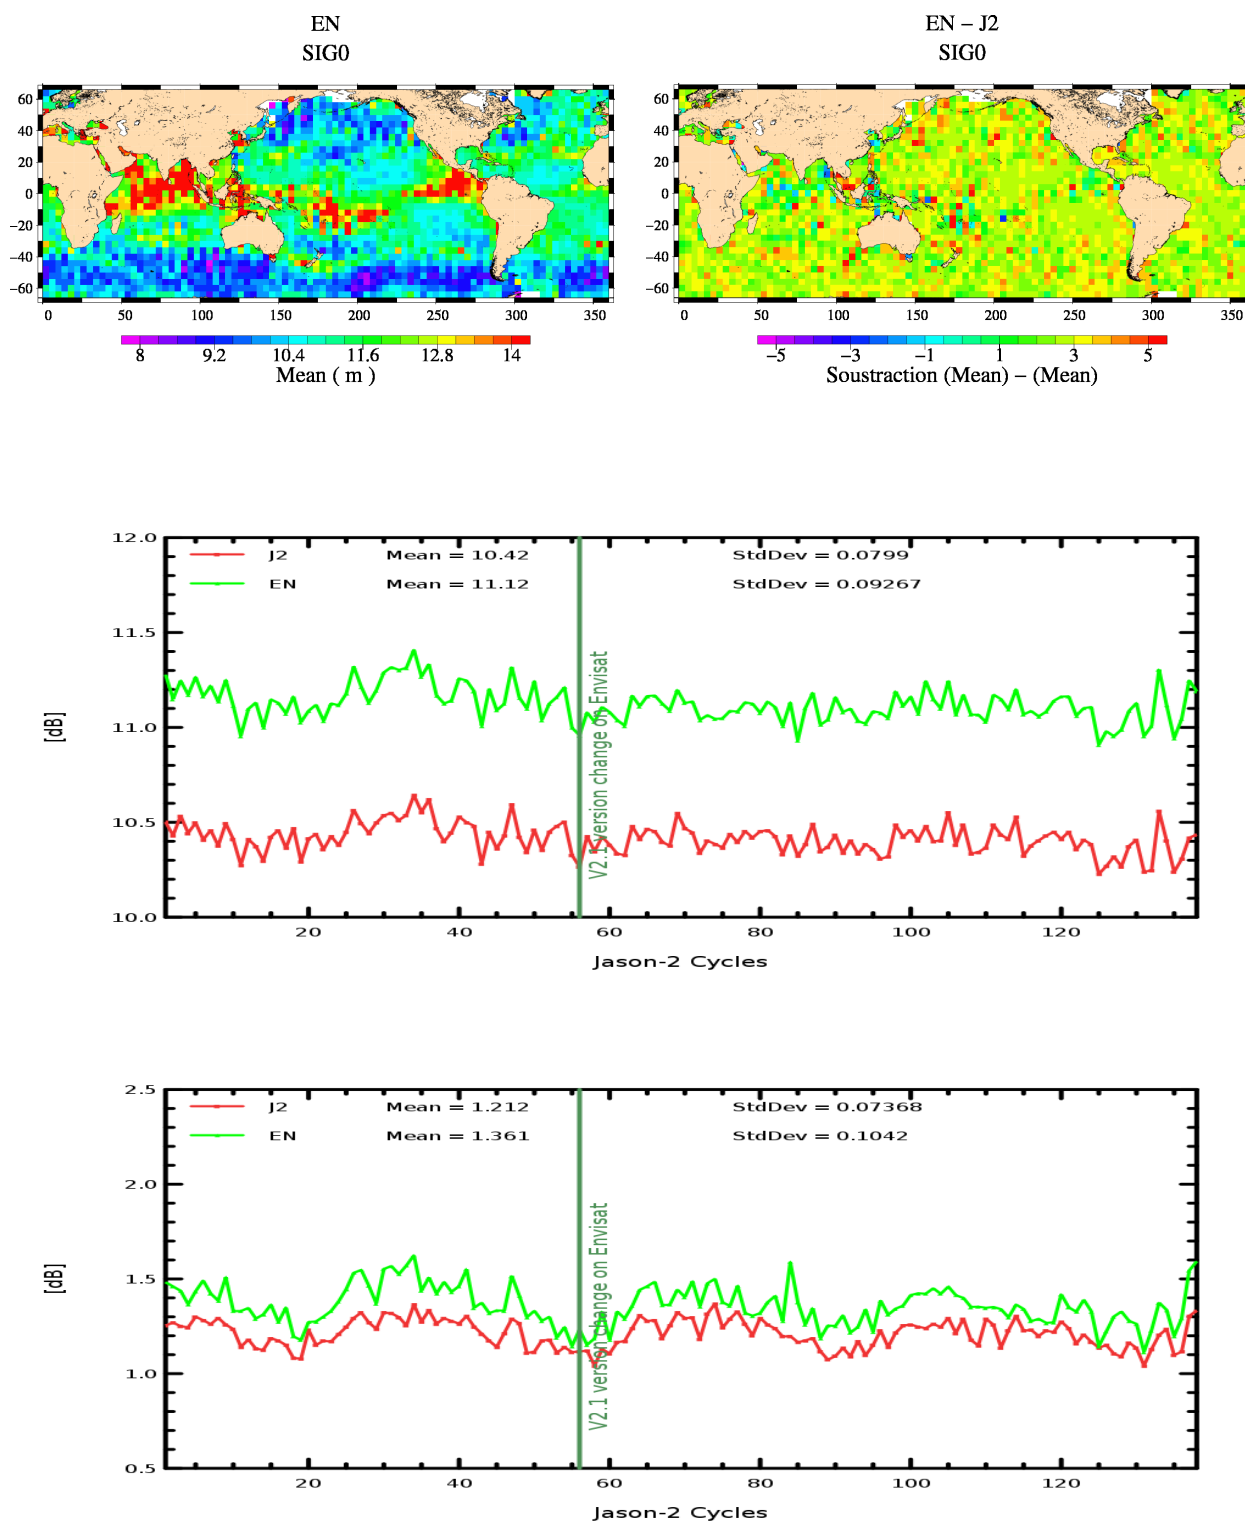 EN
SIG0
60
40
20
0
−20
−40
−60
0 50 100 150 200 250 300 350
8 9.2 10.4 11.6 12.8 14
Mean ( m )
EN − J2
SIG0
60
40
20
0
−20
−40
−60
0 50 100 150 200 250 300 350
−5 −3 −1 1 3 5
Soustraction (Mean) − (Mean)
12.0
11.5
11.0
10.5
10.0
[dB]
J2 Mean = 10.42 StdDev = 0.0799
EN Mean = 11.12 StdDev = 0.09267
V2.1 version change on Envisat
20 40 60 80 100 120
Jason-2 Cycles
2.5
2.0
1.5
1.0
0.5
[dB]
J2 Mean = 1.212 StdDev = 0.07368
EN Mean = 1.361 StdDev = 0.1042
V2.1 version change on Envisat
20 40 60 80 100 120
Jason-2 Cycles